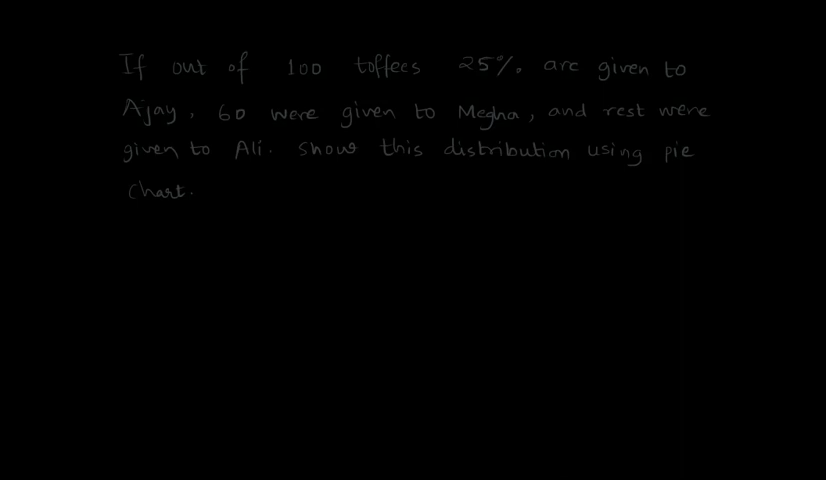 If out of 100 toffees 25%. are given to
Ajay, 60 were given to Megha, and rest were
given to Ali. Show this distribution using pie
chart.